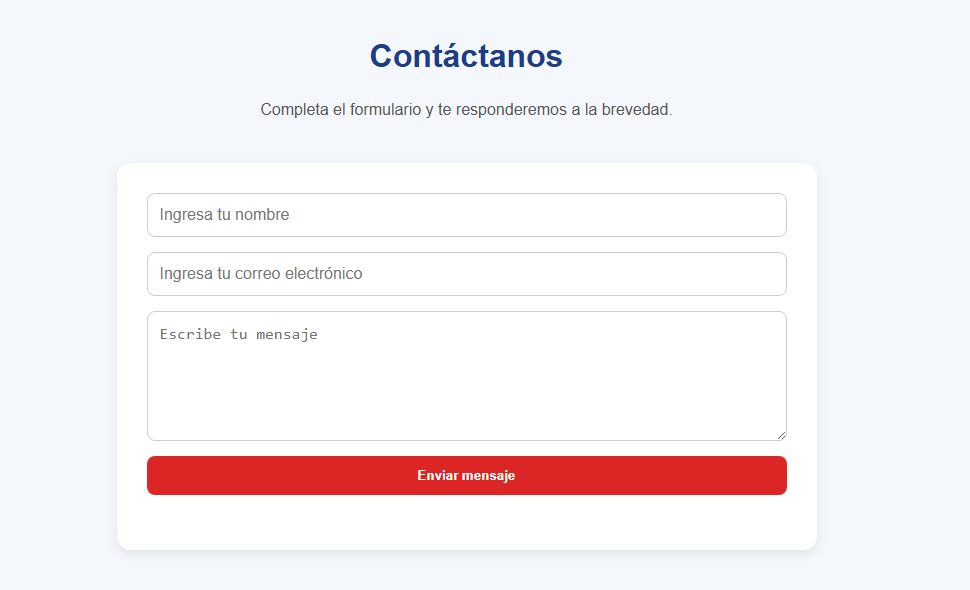 Contáctanos
Completa el formulario y te responderemos a la brevedad.
Ingresa tu nombre
Ingresa tu correo electrónico
Escribe tu mensaje
Enviar mensaje